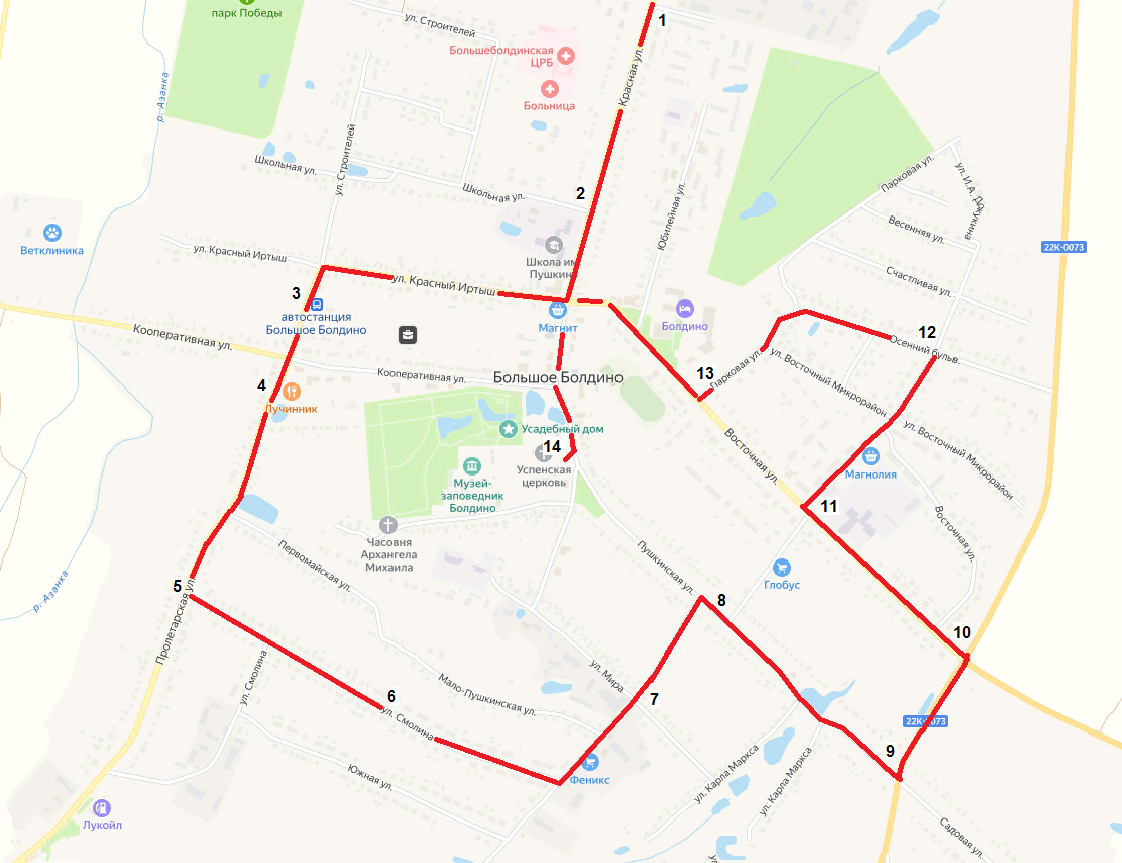 парк Победы
ул. Строителей
1
Большеболдинская
ЦРБ
Больница
Красная ул.
р. Азанка
ул. Строителей
Школьная ул.
Школьная ул.
2
Юбилейная ул.
Парковая ул.
ул. И.А. Докукина
Весенняя ул.
Ветклиника
ул. Красный Иртыш
Школа им.
Пушкин
22К-0073
Счастливая ул.
ул. Красный Иртыш
3
автостанция
Большое Болдино
Магнит
Болдино
Кооперативная ул.
12
Осенний бульв.
Парковая ул.
ул. Восточный Микрорайон
13
Кооперативная ул.
Большое Болдино
4
Лучинник
Усадебный дом
14
Успенская
церковь
Восточная ул.
ул. Восточный Микрорайон
Магнолия
Музей-
заповедник
Болдино
11
Восточная ул.
Часовня
Архангела
Михаила
Первомайская ул.
Пушкинская ул.
Глобус
р. Азанка
5
Пролетарская ул.
8
10
ул. Смолина
6
ул. Мира
7
Мало-Пушкинская ул.
ул. Смолина
22К-0073
9
Феникс
ул. Карла Маркса
ул. Карла Маркса
Южная ул.
Лукойл
Садовая ул.
ул.